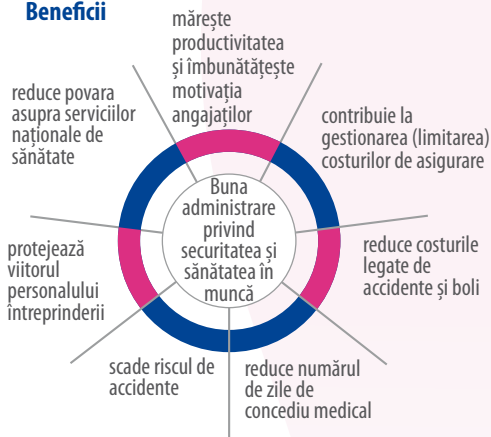 Beneficii
mărește
productivitatea
și îmbunătățește
motivația
angajaților
contribuie la
gestionarea (limitarea)
costurilor de asigurare
reduce costurile
legate de
accidente și boli
reduce numărul
de zile de
concediu medical
scade riscul de
accidente
protejează
viitorul
personalului
întreprinderii
reduce povara
asupra serviciilor
naționale de
sănătate
Buna
administrare
privind
securitatea și
sănătatea în
muncă